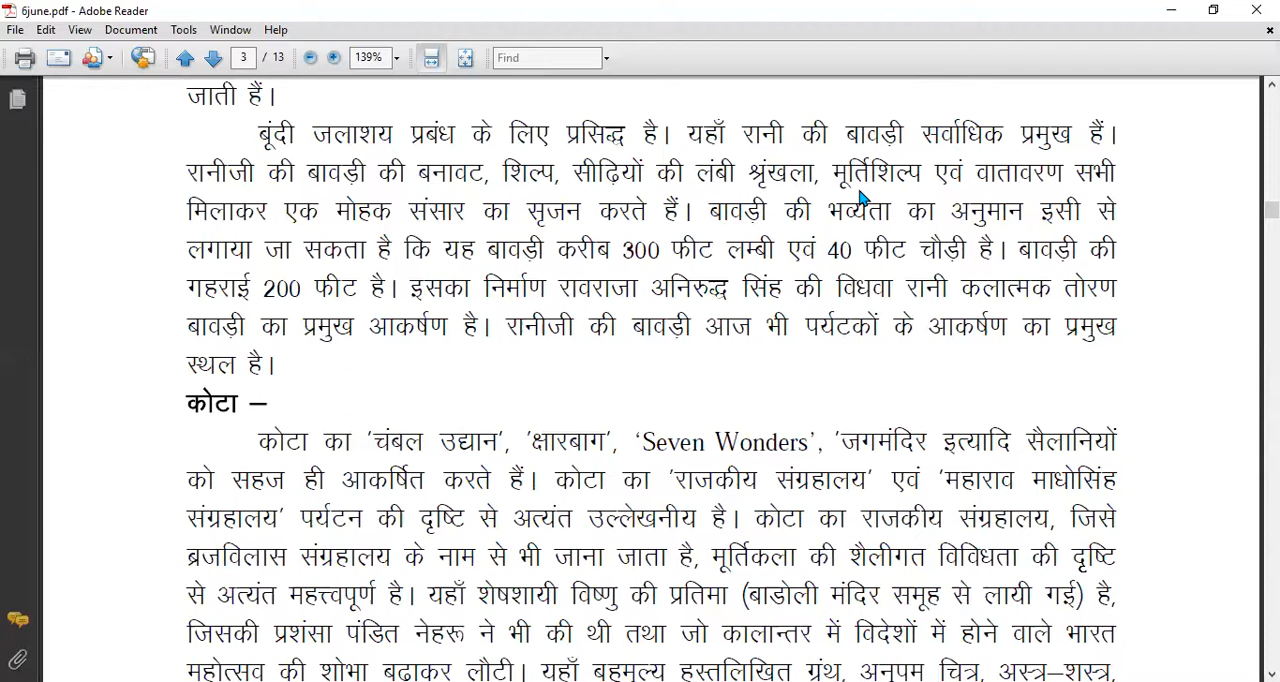 6june.pdf - Adobe Reader
File Edit View Document Tools Window Help
3 / 13 139% Find
जाती हैं।
बूंदी जलाशय प्रबंध के लिए प्रसिद्ध है। यहाँ रानी की बावड़ी सर्वाधिक प्रमुख हैं।
रानीजी की बावड़ी की बनावट, शिल्प, सीढ़ियों की लंबी श्रृंखला, मूर्तिशिल्प एवं वातावरण सभी
मिलाकर एक मोहक संसार का सृजन करते हैं। बावड़ी की भव्यता का अनुमान इसी से
लगाया जा सकता है कि यह बावड़ी करीब 300 फीट लम्बी एवं 40 फीट चौड़ी है। बावड़ी की
गहराई 200 फीट है। इसका निर्माण रावराजा अनिरुद्ध सिंह की विधवा रानी कलात्मक तोरण
बावड़ी का प्रमुख आकर्षण है। रानीजी की बावड़ी आज भी पर्यटकों के आकर्षण का प्रमुख
स्थल है।
कोटा –
कोटा का 'चंबल उद्यान', 'क्षारबाग', ‘Seven Wonders’, 'जगमंदिर इत्यादि सैलानियों
को सहज ही आकर्षित करते हैं। कोटा का 'राजकीय संग्रहालय' एवं 'महाराव माधोसिंह
संग्रहालय' पर्यटन की दृष्टि से अत्यंत उल्लेखनीय है। कोटा का राजकीय संग्रहालय, जिसे
ब्रजविलास संग्रहालय के नाम से भी जाना जाता है, मूर्तिकला की शैलीगत विविधता की दृष्टि
से अत्यंत महत्त्वपूर्ण है। यहाँ शेषशायी विष्णु की प्रतिमा (बाडोली मंदिर समूह से लायी गई) है,
जिसकी प्रशंसा पंडित नेहरू ने भी की थी तथा जो कालान्तर में विदेशों में होने वाले भारत
महोत्सव की शोभा बढ़ाकर लौटी। यहाँ बहुमूल्य हस्तलिखित ग्रंथ, अनुपम चित्र, अस्त्र–शस्त्र,